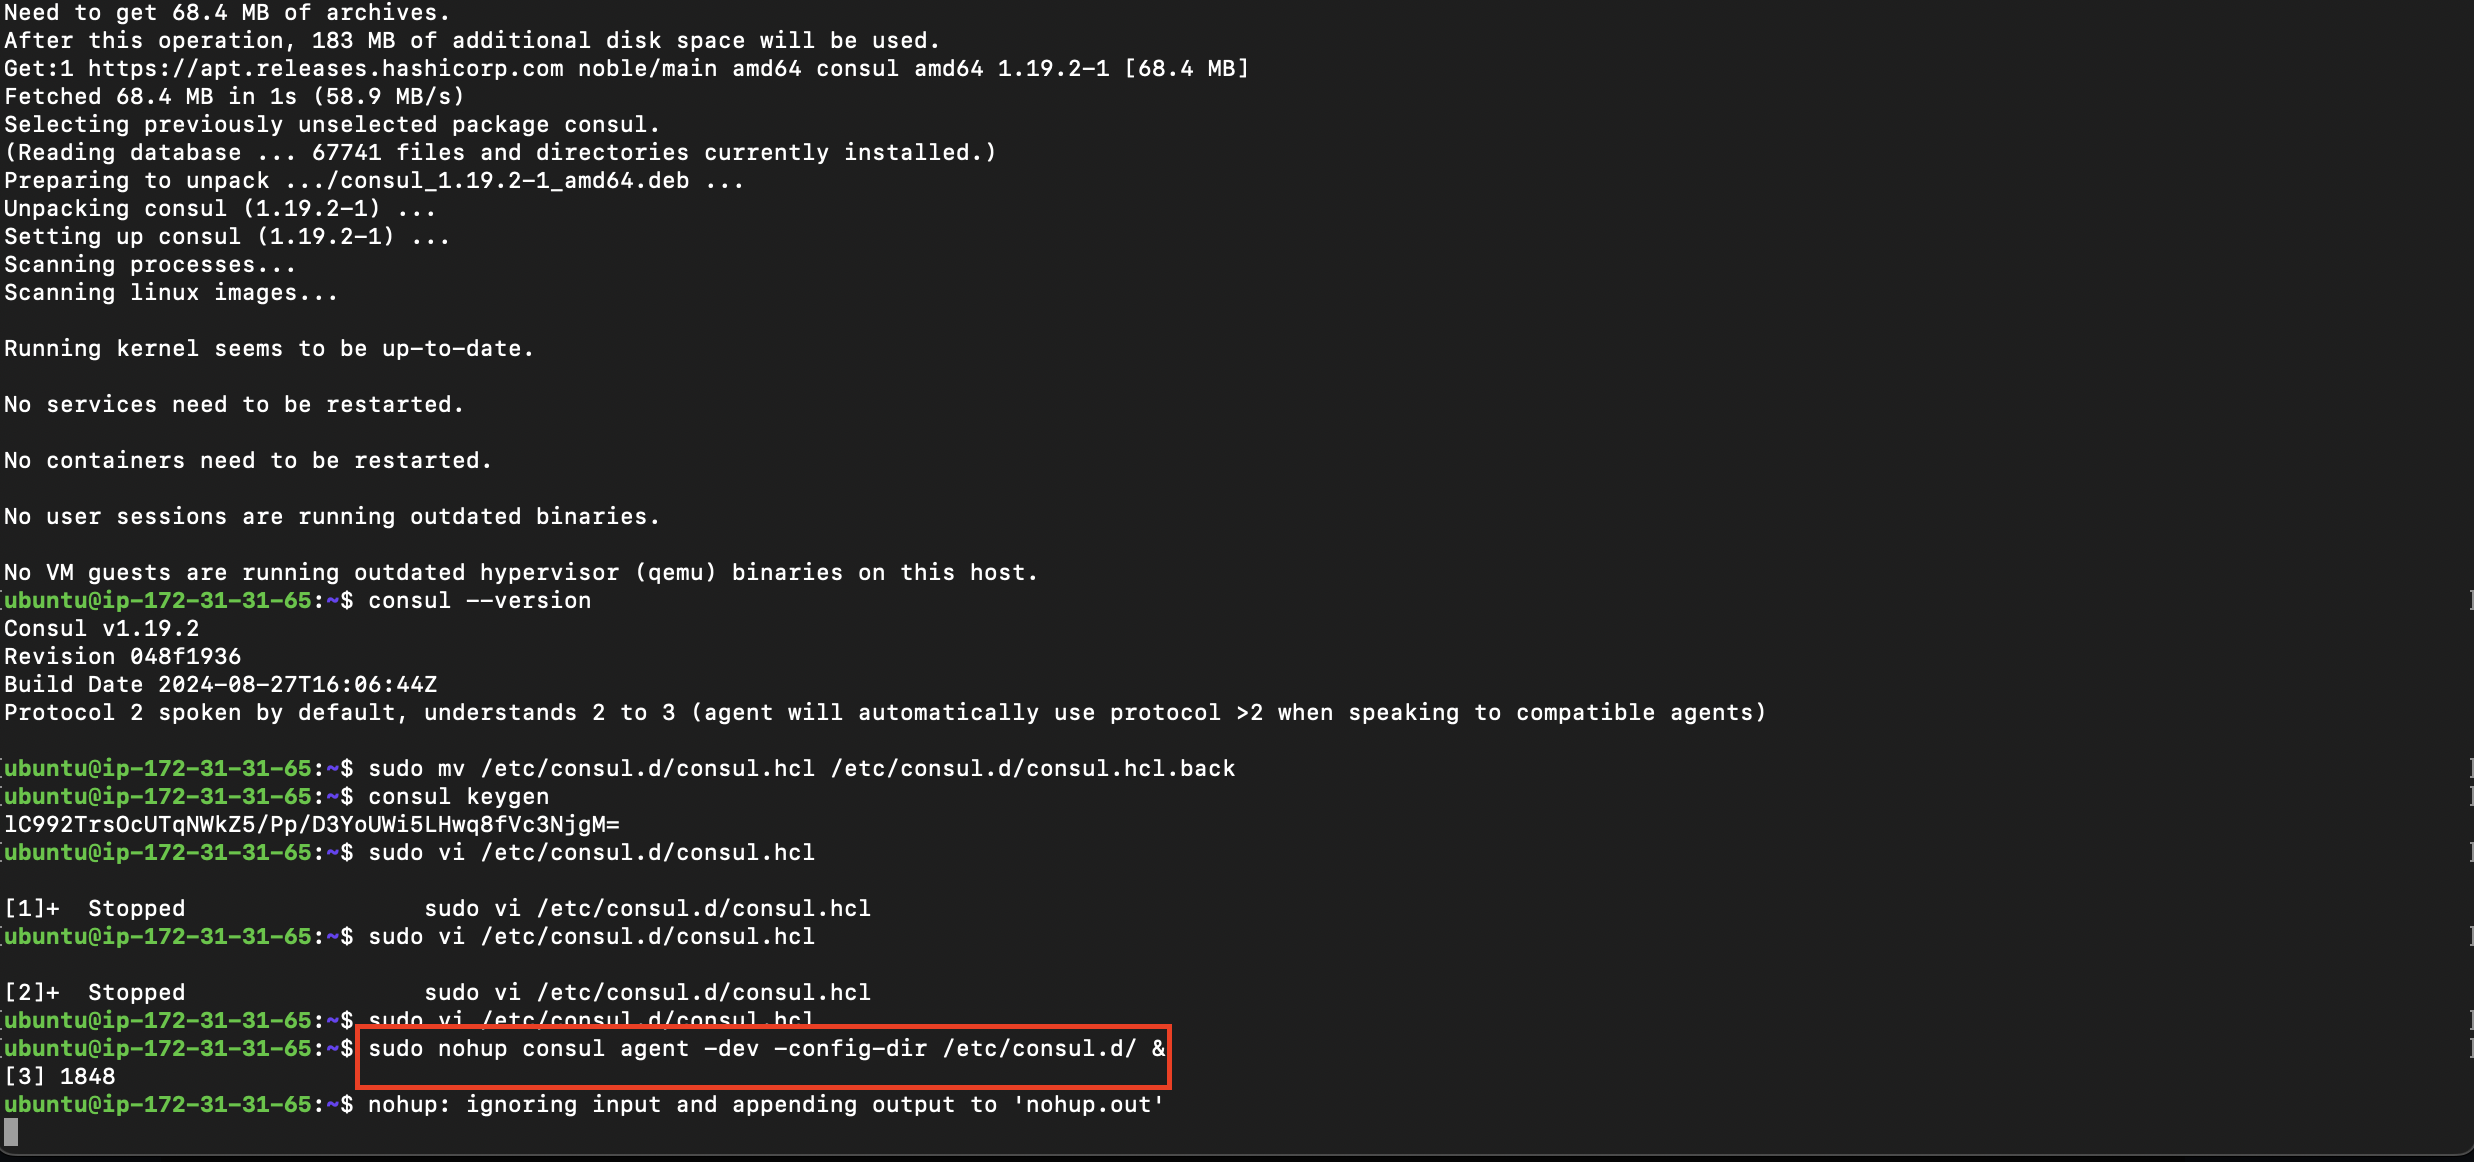 Need to get 68.4 MB of archives.
After this operation, 183 MB of additional disk space will be used.
Get:1 https://apt.releases.hashicorp.com noble/main amd64 consul amd64 1.19.2-1 [68.4 MB]
Fetched 68.4 MB in 1s (58.9 MB/s)
Selecting previously unselected package consul.
(Reading database ... 67741 files and directories currently installed.)
Preparing to unpack .../consul_1.19.2-1_amd64.deb ...
Unpacking consul (1.19.2-1) ...
Setting up consul (1.19.2-1) ...
Scanning processes...
Scanning linux images...
Running kernel seems to be up-to-date.
No services need to be restarted.
No containers need to be restarted.
No user sessions are running outdated binaries.
No VM guests are running outdated hypervisor (qemu) binaries on this host.
[ubuntu@ip-172-31-31-65:~$ consul --version ]
Consul v1.19.2
Revision 048f1936
Build Date 2024-08-27T16:06:44Z
Protocol 2 spoken by default, understands 2 to 3 (agent will automatically use protocol >2 when speaking to compatible agents)
[ubuntu@ip-172-31-31-65:~$ sudo mv /etc/consul.d/consul.hcl /etc/consul.d/consul.hcl.back ]
[ubuntu@ip-172-31-31-65:~$ consul keygen ]
lC992TrsOcUTqNWkZ5/Pp/D3YoUWi5LHwq8fVc3NjgM=
[ubuntu@ip-172-31-31-65:~$ sudo vi /etc/consul.d/consul.hcl ]
[1]+  Stopped                 sudo vi /etc/consul.d/consul.hcl
[ubuntu@ip-172-31-31-65:~$ sudo vi /etc/consul.d/consul.hcl ]
[2]+  Stopped                 sudo vi /etc/consul.d/consul.hcl
[ubuntu@ip-172-31-31-65:~$ sudo vi /etc/consul.d/consul.hcl ]
[ubuntu@ip-172-31-31-65:~$ sudo nohup consul agent -dev -config-dir /etc/consul.d/ & ]
[3] 1848
ubuntu@ip-172-31-31-65:~$ nohup: ignoring input and appending output to 'nohup.out'